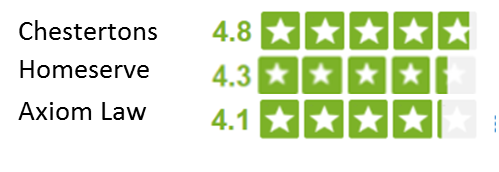 Chestertons 4.8
Homeserve 4.3
Axiom Law 4.1